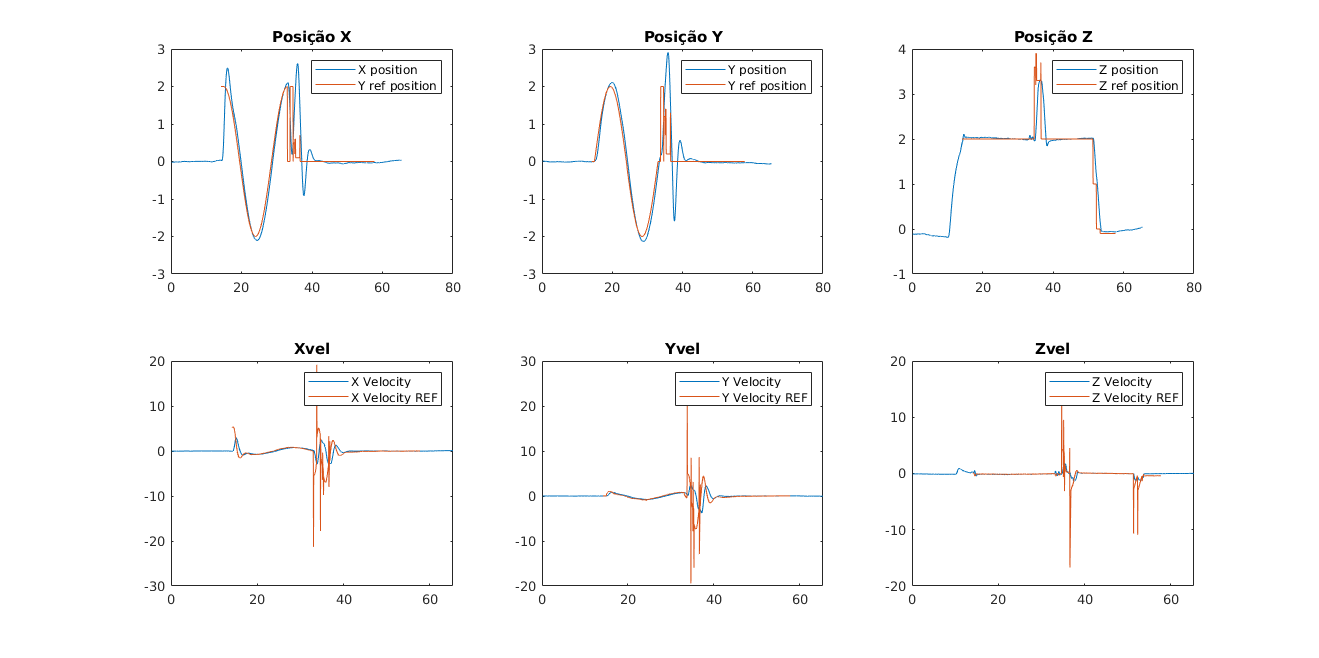 Posição X
Posição Y
Posição Z
3
2
1
0
-1
-2
-3
0 20 40 60 80
X position
Y ref position
3
2
1
0
-1
-2
-3
0 20 40 60 80
Y position
Y ref position
4
3
2
1
0
-1
0 20 40 60 80
Z position
Z ref position
Xvel
Yvel
Zvel
20
10
0
-10
-20
-30
0 20 40 60
X Velocity
X Velocity REF
30
20
10
0
-10
-20
0 20 40 60
Y Velocity
Y Velocity REF
20
10
0
-10
-20
0 20 40 60
Z Velocity
Z Velocity REF